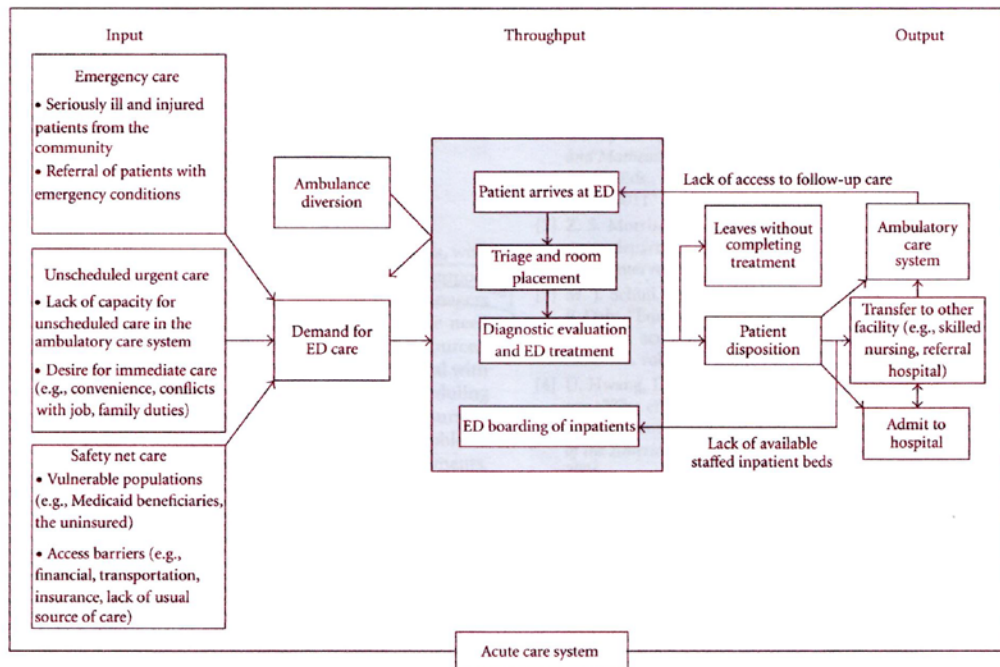 Input
Throughput
Output
Emergency care
• Seriously ill and injured
patients from the
community
• Referral of patients with
emergency conditions
Unscheduled urgent care
• Lack of capacity for
unscheduled care in the
ambulatory care system
• Desire for immediate care
(e.g., convenience, conflicts
with job, family duties)
Safety net care
• Vulnerable populations
(e.g., Medicaid beneficiaries,
the uninsured)
• Access barriers (e.g.,
financial, transportation,
insurance, lack of usual
source of care)
Ambulance
diversion
Demand for
ED care
Patient arrives at ED
Triage and room
placement
Diagnostic evaluation
and ED treatment
ED boarding of inpatients
Lack of access to follow-up care
Leaves without
completing
treatment
Patient
disposition
Lack of available
staffed inpatient beds
Ambulatory
care
system
Transfer to other
facility (e.g., skilled
nursing, referral
hospital)
Admit to
hospital
Acute care system